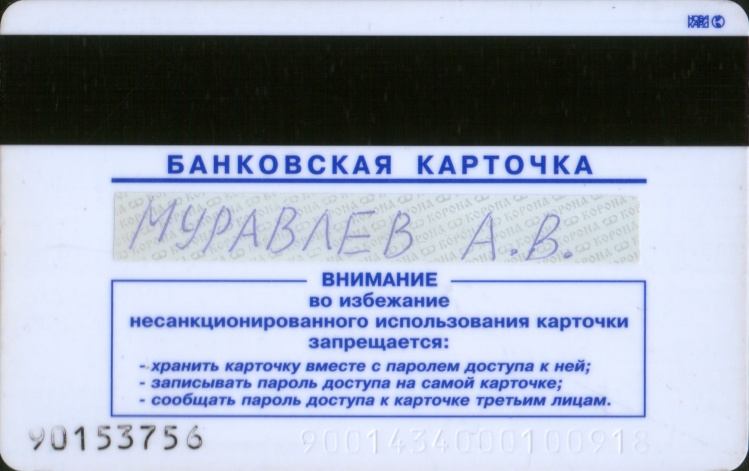 БАНКОВСКАЯ КАРТОЧКА
МУРАВЛЕВ А.В.
ВНИМАНИЕ
во избежание
несанкционированного использования карточки
запрещается:
- хранить карточку вместе с паролем доступа к ней;
- записывать пароль доступа на самой карточке;
- сообщать пароль доступа к карточке третьим лицам.
90153756 9001434000100918